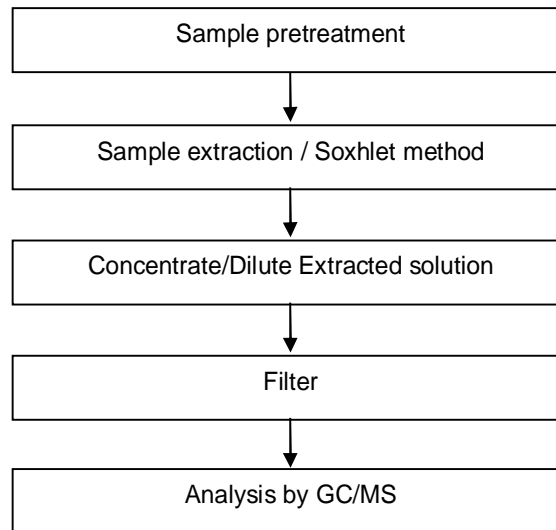 Sample pretreatment
Sample extraction / Soxhlet method
Concentrate/Dilute Extracted solution
Filter
Analysis by GC/MS